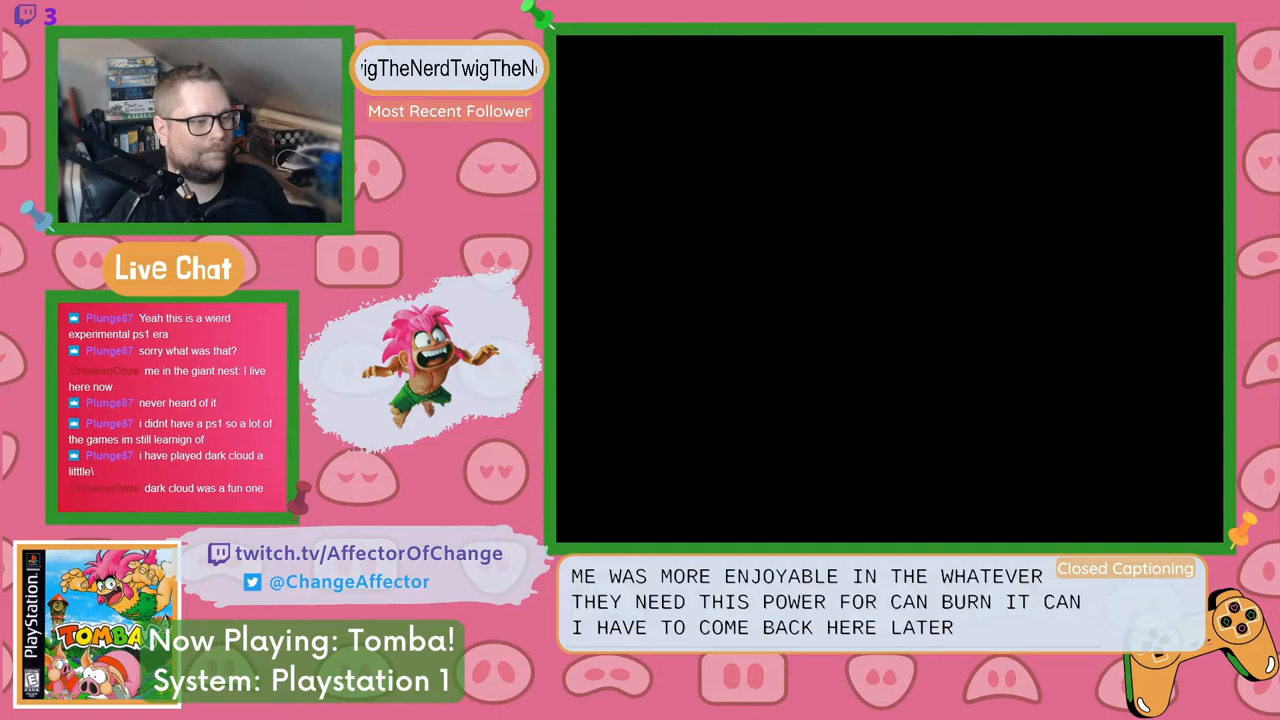 3
igTheNerdTwigTheN
Most Recent Follower
Live Chat
Plunge87 Yeah this is a wierd
experimental ps1 era
Plunge87 sorry what was that?
CrimsonOoze me in the giant nest: I live
here now
Plunge87 never heard of it
Plunge87 i didnt have a ps1 so a lot of
the games im still learnign of
Plunge87 i have played dark cloud a
litttle\
CrimsonOoze dark cloud was a fun one
twitch.tv/AffectorOfChange
@ChangeAffector
PlayStation
TOMBA
Now Playing: Tomba!
System: Playstation 1
Closed Captioning
ME WAS MORE ENJOYABLE IN THE WHATEVER
THEY NEED THIS POWER FOR CAN BURN IT CAN
I HAVE TO COME BACK HERE LATER